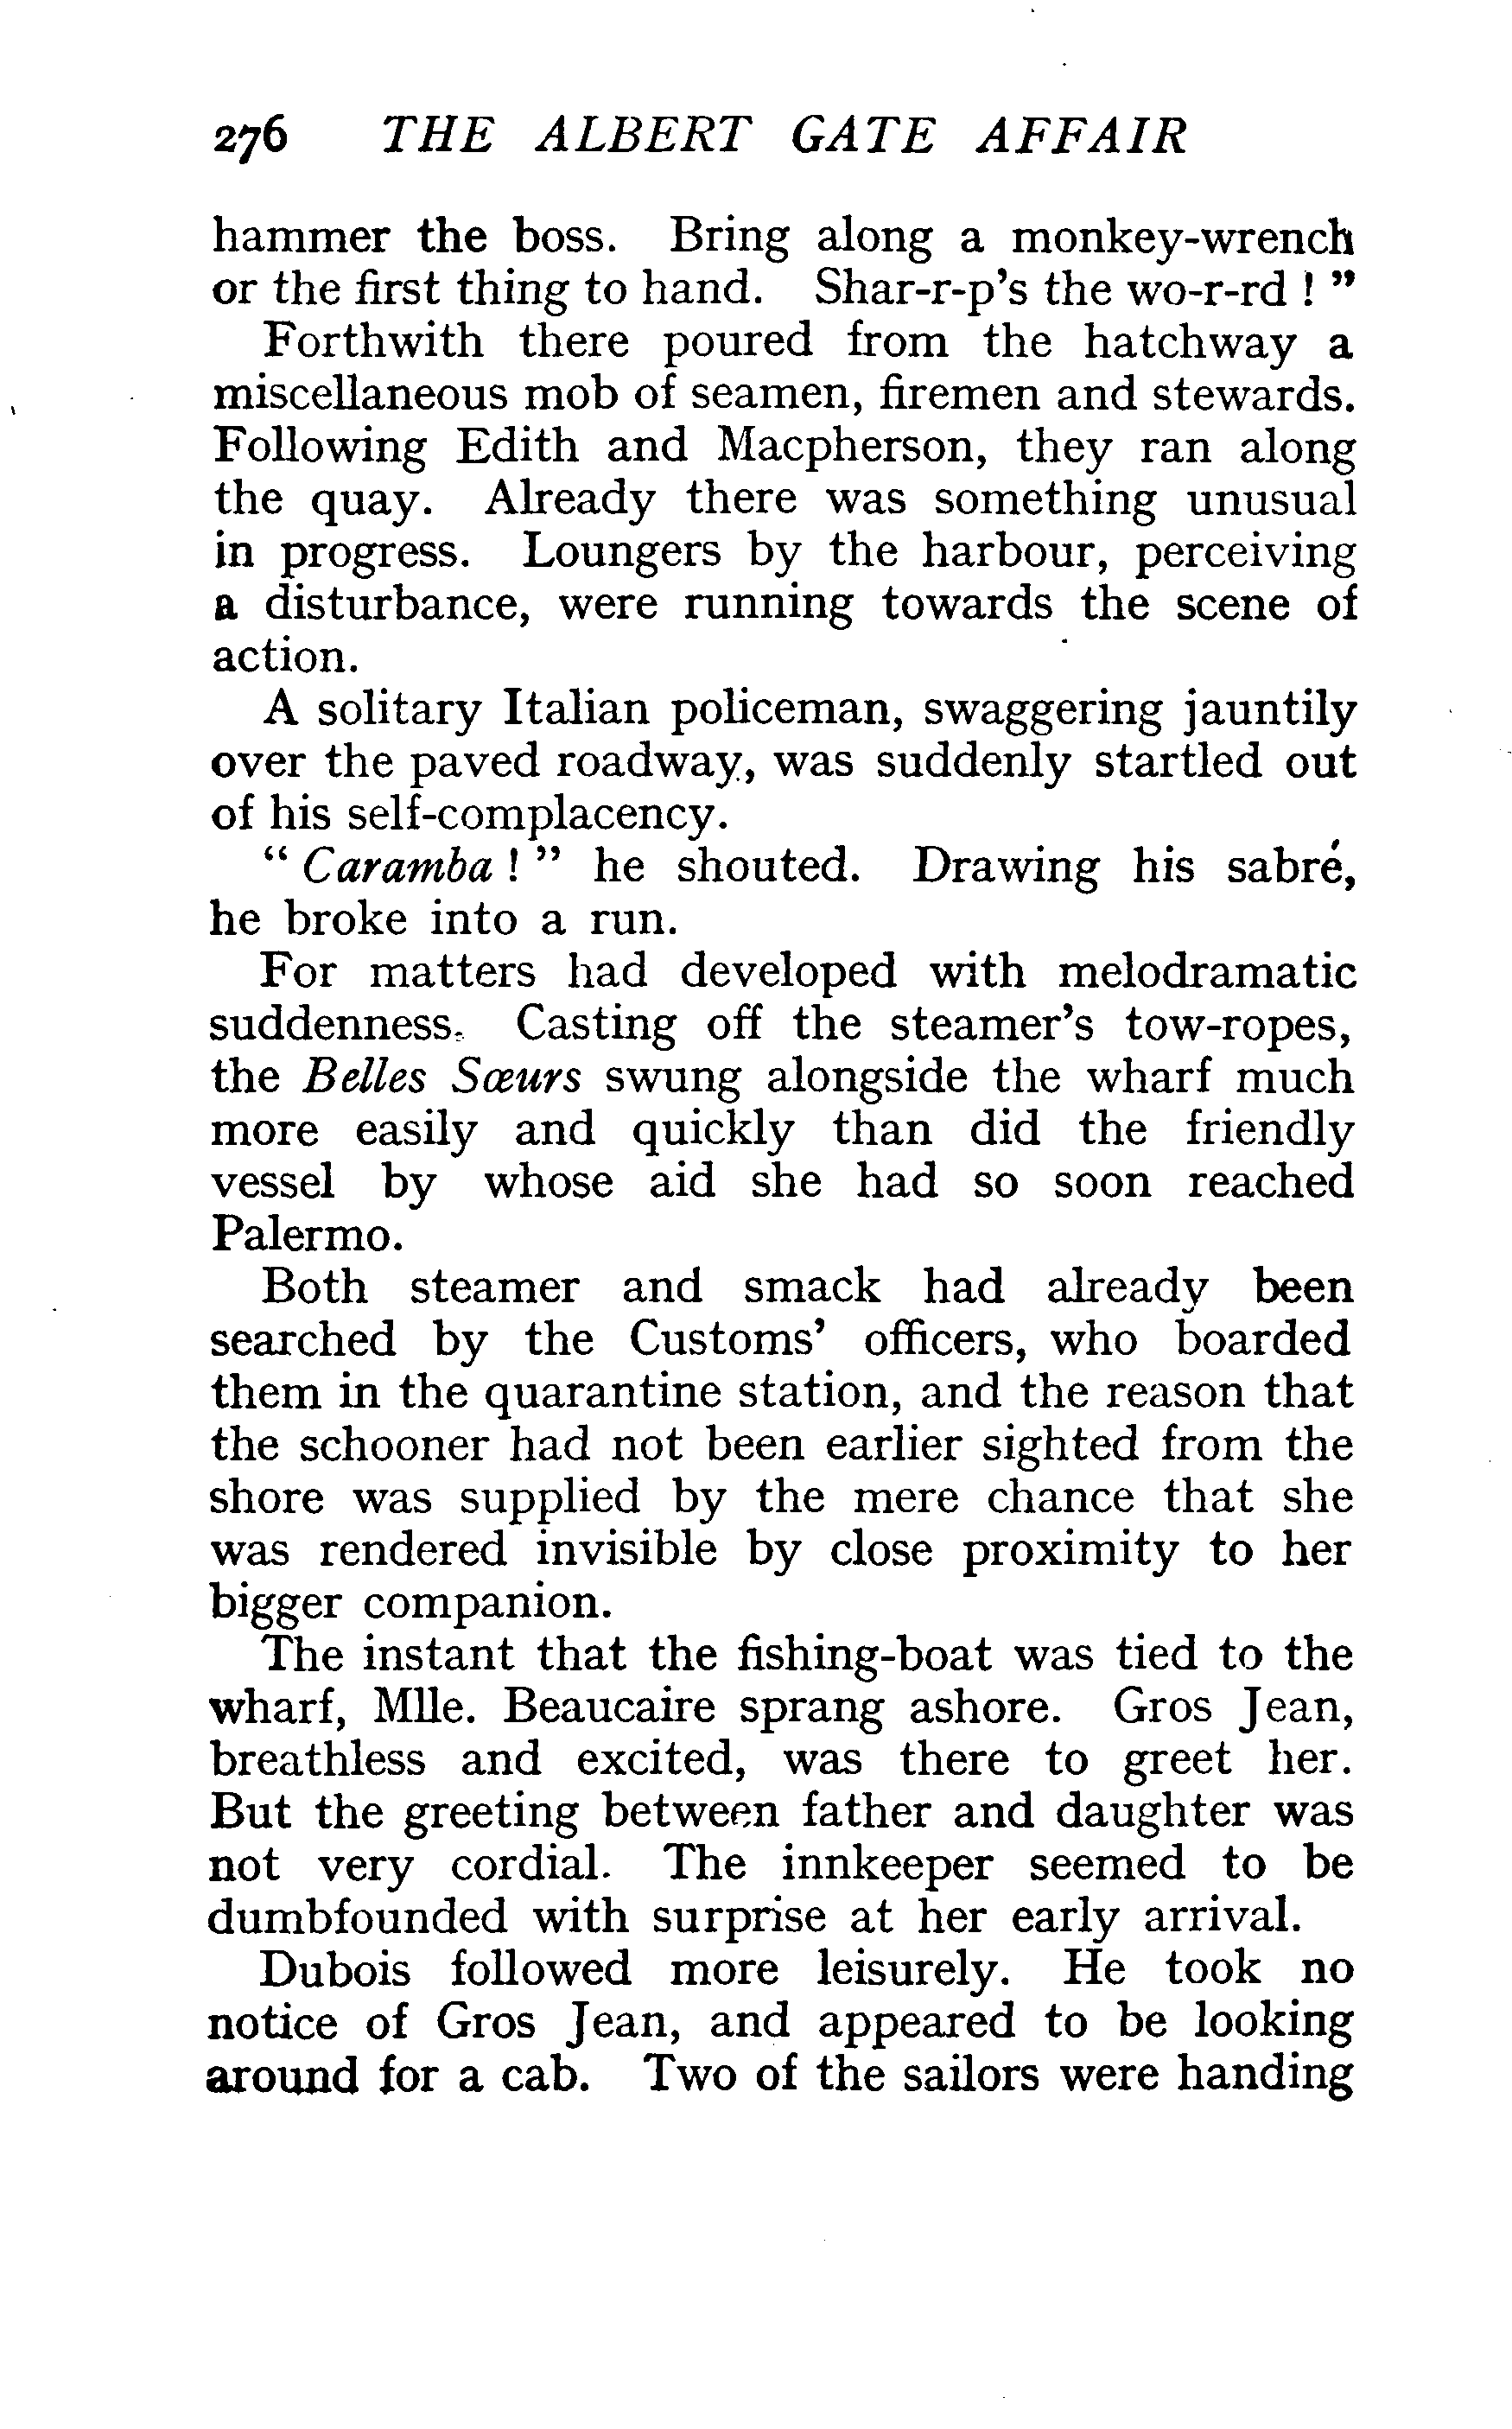 276 THE ALBERT GATE AFFAIR
hammer the boss. Bring along a monkey-wrench
or the first thing to hand. Shar-r-p's the wo-r-rd ! ”
Forthwith there poured from the hatchway a
miscellaneous mob of seamen, firemen and stewards.
Following Edith and Macpherson, they ran along
the quay. Already there was something unusual
in progress. Loungers by the harbour, perceiving
a disturbance, were running towards the scene of
action.
A solitary Italian policeman, swaggering jauntily
over the paved roadway, was suddenly startled out
of his self-complacency.
“ Caramba ! ” he shouted. Drawing his sabre,
he broke into a run.
For matters had developed with melodramatic
suddenness. Casting off the steamer's tow-ropes,
the Belles Sœurs swung alongside the wharf much
more easily and quickly than did the friendly
vessel by whose aid she had so soon reached
Palermo.
Both steamer and smack had already been
searched by the Customs' officers, who boarded
them in the quarantine station, and the reason that
the schooner had not been earlier sighted from the
shore was supplied by the mere chance that she
was rendered invisible by close proximity to her
bigger companion.
The instant that the fishing-boat was tied to the
wharf, Mlle. Beaucaire sprang ashore. Gros Jean,
breathless and excited, was there to greet her.
But the greeting between father and daughter was
not very cordial. The innkeeper seemed to be
dumbfounded with surprise at her early arrival.
Dubois followed more leisurely. He took no
notice of Gros Jean, and appeared to be looking
around for a cab. Two of the sailors were handing